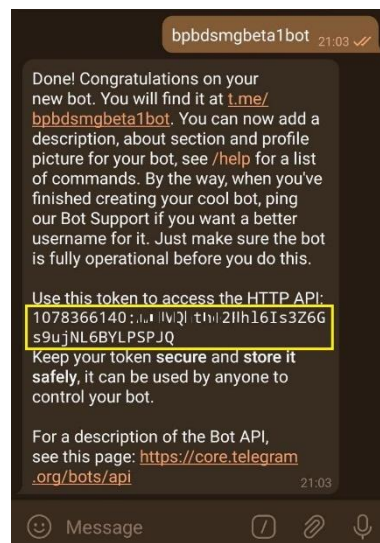 bpbdsmgbeta1bot 21:03
Done! Congratulations on your
new bot. You will find it at t.me/
bpbdsmgbeta1bot. You can now add a
description, about section and profile
picture for your bot, see /help for a list
of commands. By the way, when you've
finished creating your cool bot, ping
our Bot Support if you want a better
username for it. Just make sure the bot
is fully operational before you do this.
Use this token to access the HTTP API:
Keep your token secure and store it
safely, it can be used by anyone to
control your bot.
For a description of the Bot API,
see this page: https://core.telegram
.org/bots/api 21:03
Message